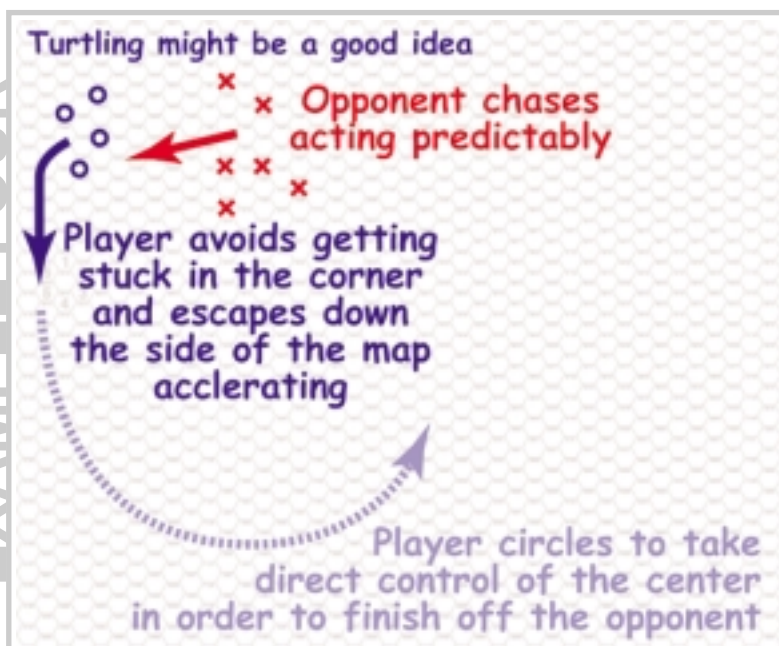 Turtling might be a good idea
Opponent chases
acting predictably
Player avoids getting
stuck in the corner
and escapes down
the side of the map
acclerating
Player circles to take
direct control of the center
in order to finish off the opponent